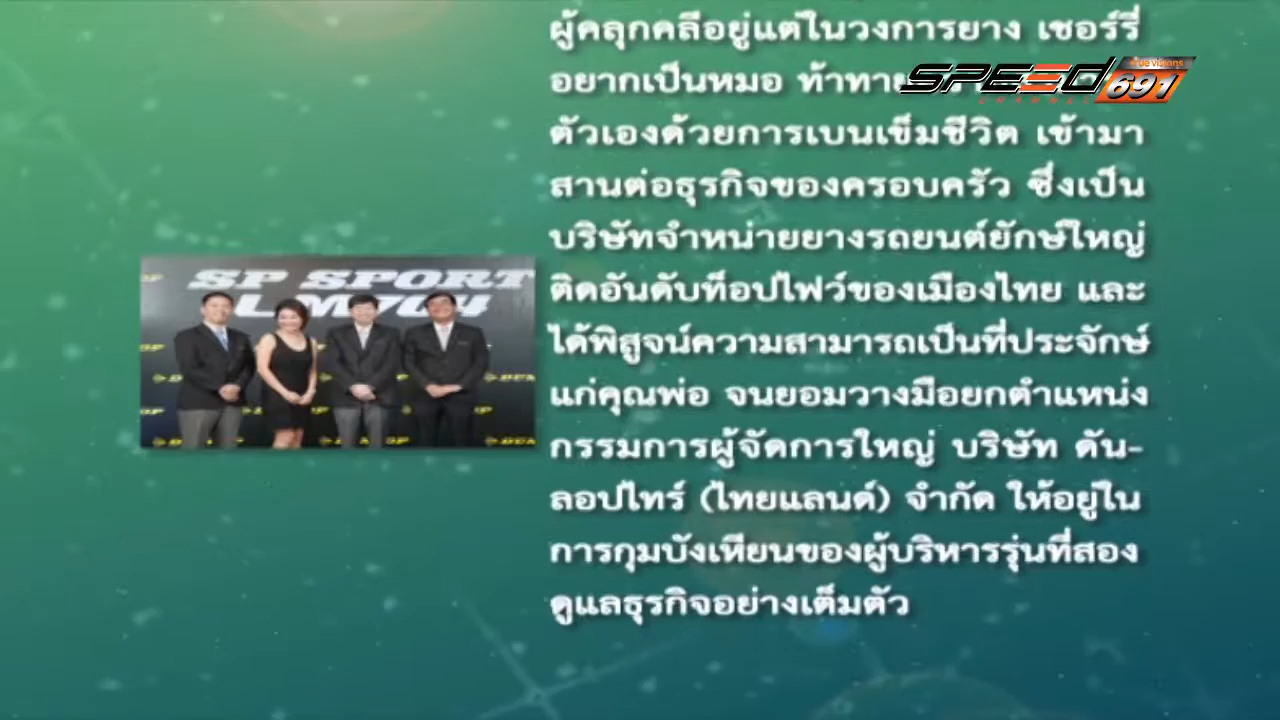 ผู้คลุกคลีอยู่แต่ในวงการยาง เชอร์รี่
อยากเป็นหมอ ท้าทาย
ตัวเองด้วยการเบนเข็มชีวิต เข้ามา
สานต่อธุรกิจของครอบครัว ซึ่งเป็น
บริษัทจำหน่ายยางรถยนต์ยักษ์ใหญ่
ติดอันดับท็อปไฟว์ของเมืองไทย และ
ได้พิสูจน์ความสามารถเป็นที่ประจักษ์
แก่คุณพ่อ จนยอมวางมือยกตำแหน่ง
กรรมการผู้จัดการใหญ่ บริษัท ดัน-
ลอปไทร์ (ไทยแลนด์) จำกัด ให้อยู่ใน
การกุมบังเหียนของผู้บริหารรุ่นที่สอง
ดูแลธุรกิจอย่างเต็มตัว
SPEED
CHANNEL
true visions
691
SP SPORT
LM704
DUNLOP